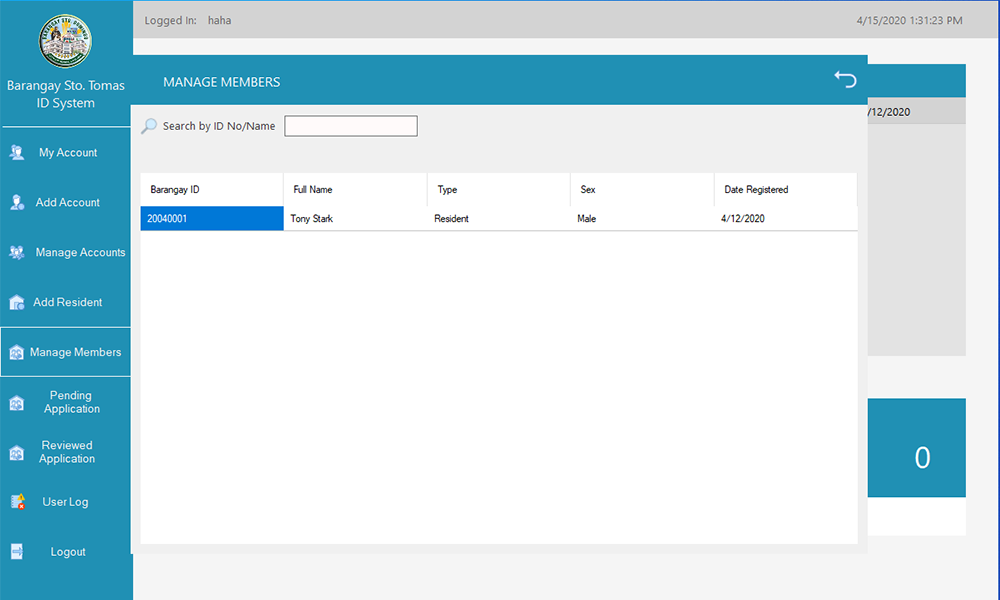 Logged In: haha
4/15/2020 1:31:23 PM
Barangay Sto. Tomas
ID System
My Account
Add Account
Manage Accounts
Add Resident
Manage Members
Pending
Application
Reviewed
Application
User Log
Logout
MANAGE MEMBERS
Search by ID No/Name
Barangay ID Full Name Type Sex Date Registered
20040001 Tony Stark Resident Male 4/12/2020
/12/2020
0